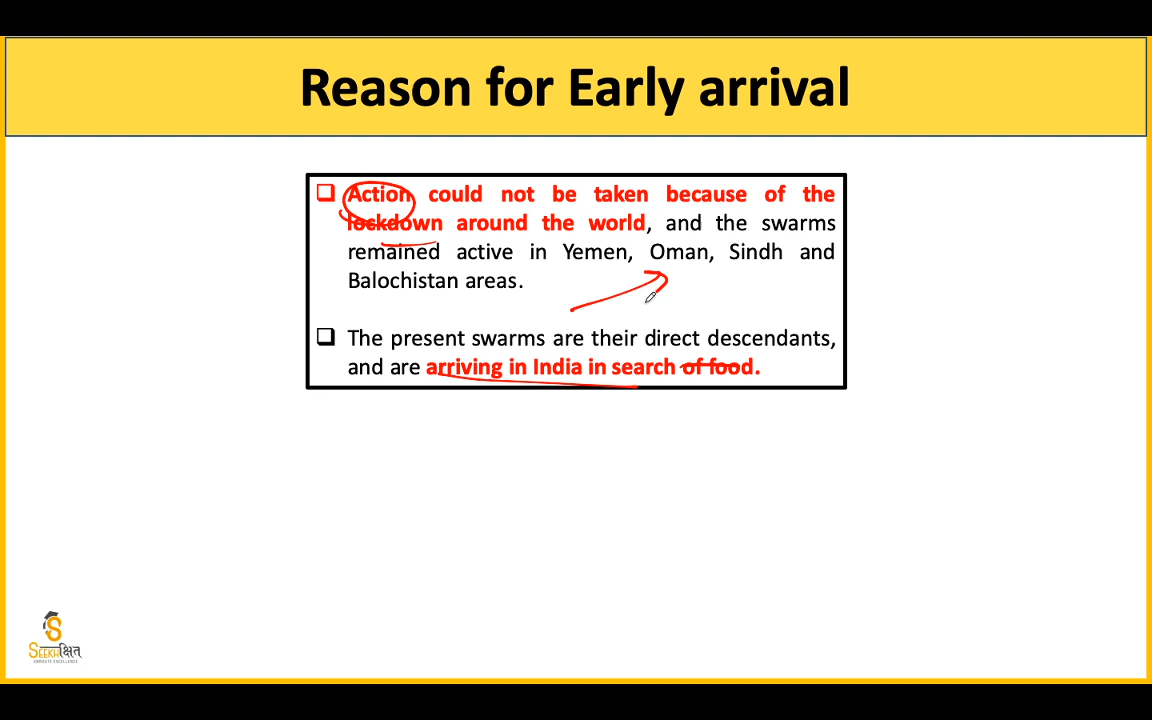 Reason for Early arrival
Action could not be taken because of the
lockdown around the world, and the swarms
remained active in Yemen, Oman, Sindh and
Balochistan areas.
The present swarms are their direct descendants,
and are arriving in India in search of food.
S
SEEKHक्षित